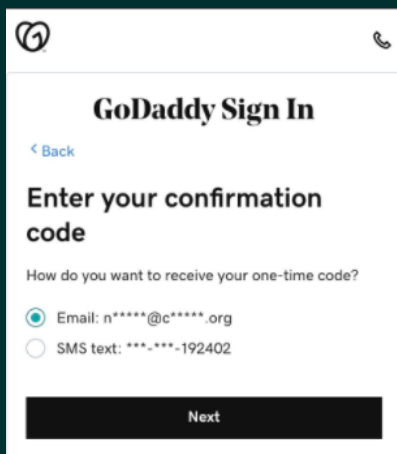 GoDaddy Sign In
< Back
Enter your confirmation
code
How do you want to receive your one-time code?
Email: n*****@c*****.org
SMS text: ***-***-192402
Next